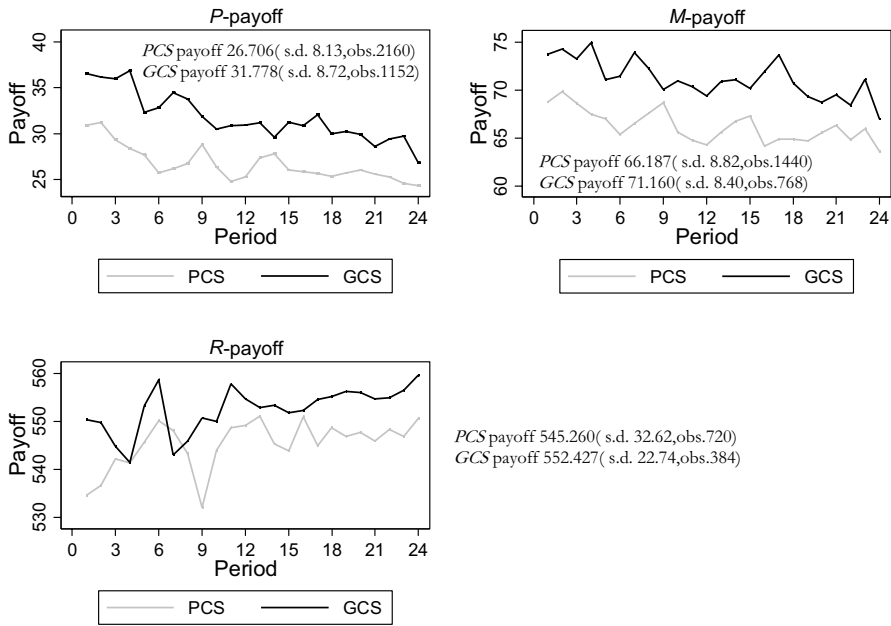 P-payoff
Payoff
40
35
30
25
PCS payoff 26.706( s.d. 8.13,obs.2160)
GCS payoff 31.778( s.d. 8.72,obs.1152)
0 3 6 9 12 15 18 21 24
Period
PCS GCS
M-payoff
Payoff
75
70
65
60
PCS payoff 66.187( s.d. 8.82,obs.1440)
GCS payoff 71.160( s.d. 8.40,obs.768)
0 3 6 9 12 15 18 21 24
Period
PCS GCS
R-payoff
Payoff
560
550
540
530
0 3 6 9 12 15 18 21 24
Period
PCS GCS
PCS payoff 545.260( s.d. 32.62,obs.720)
GCS payoff 552.427( s.d. 22.74,obs.384)